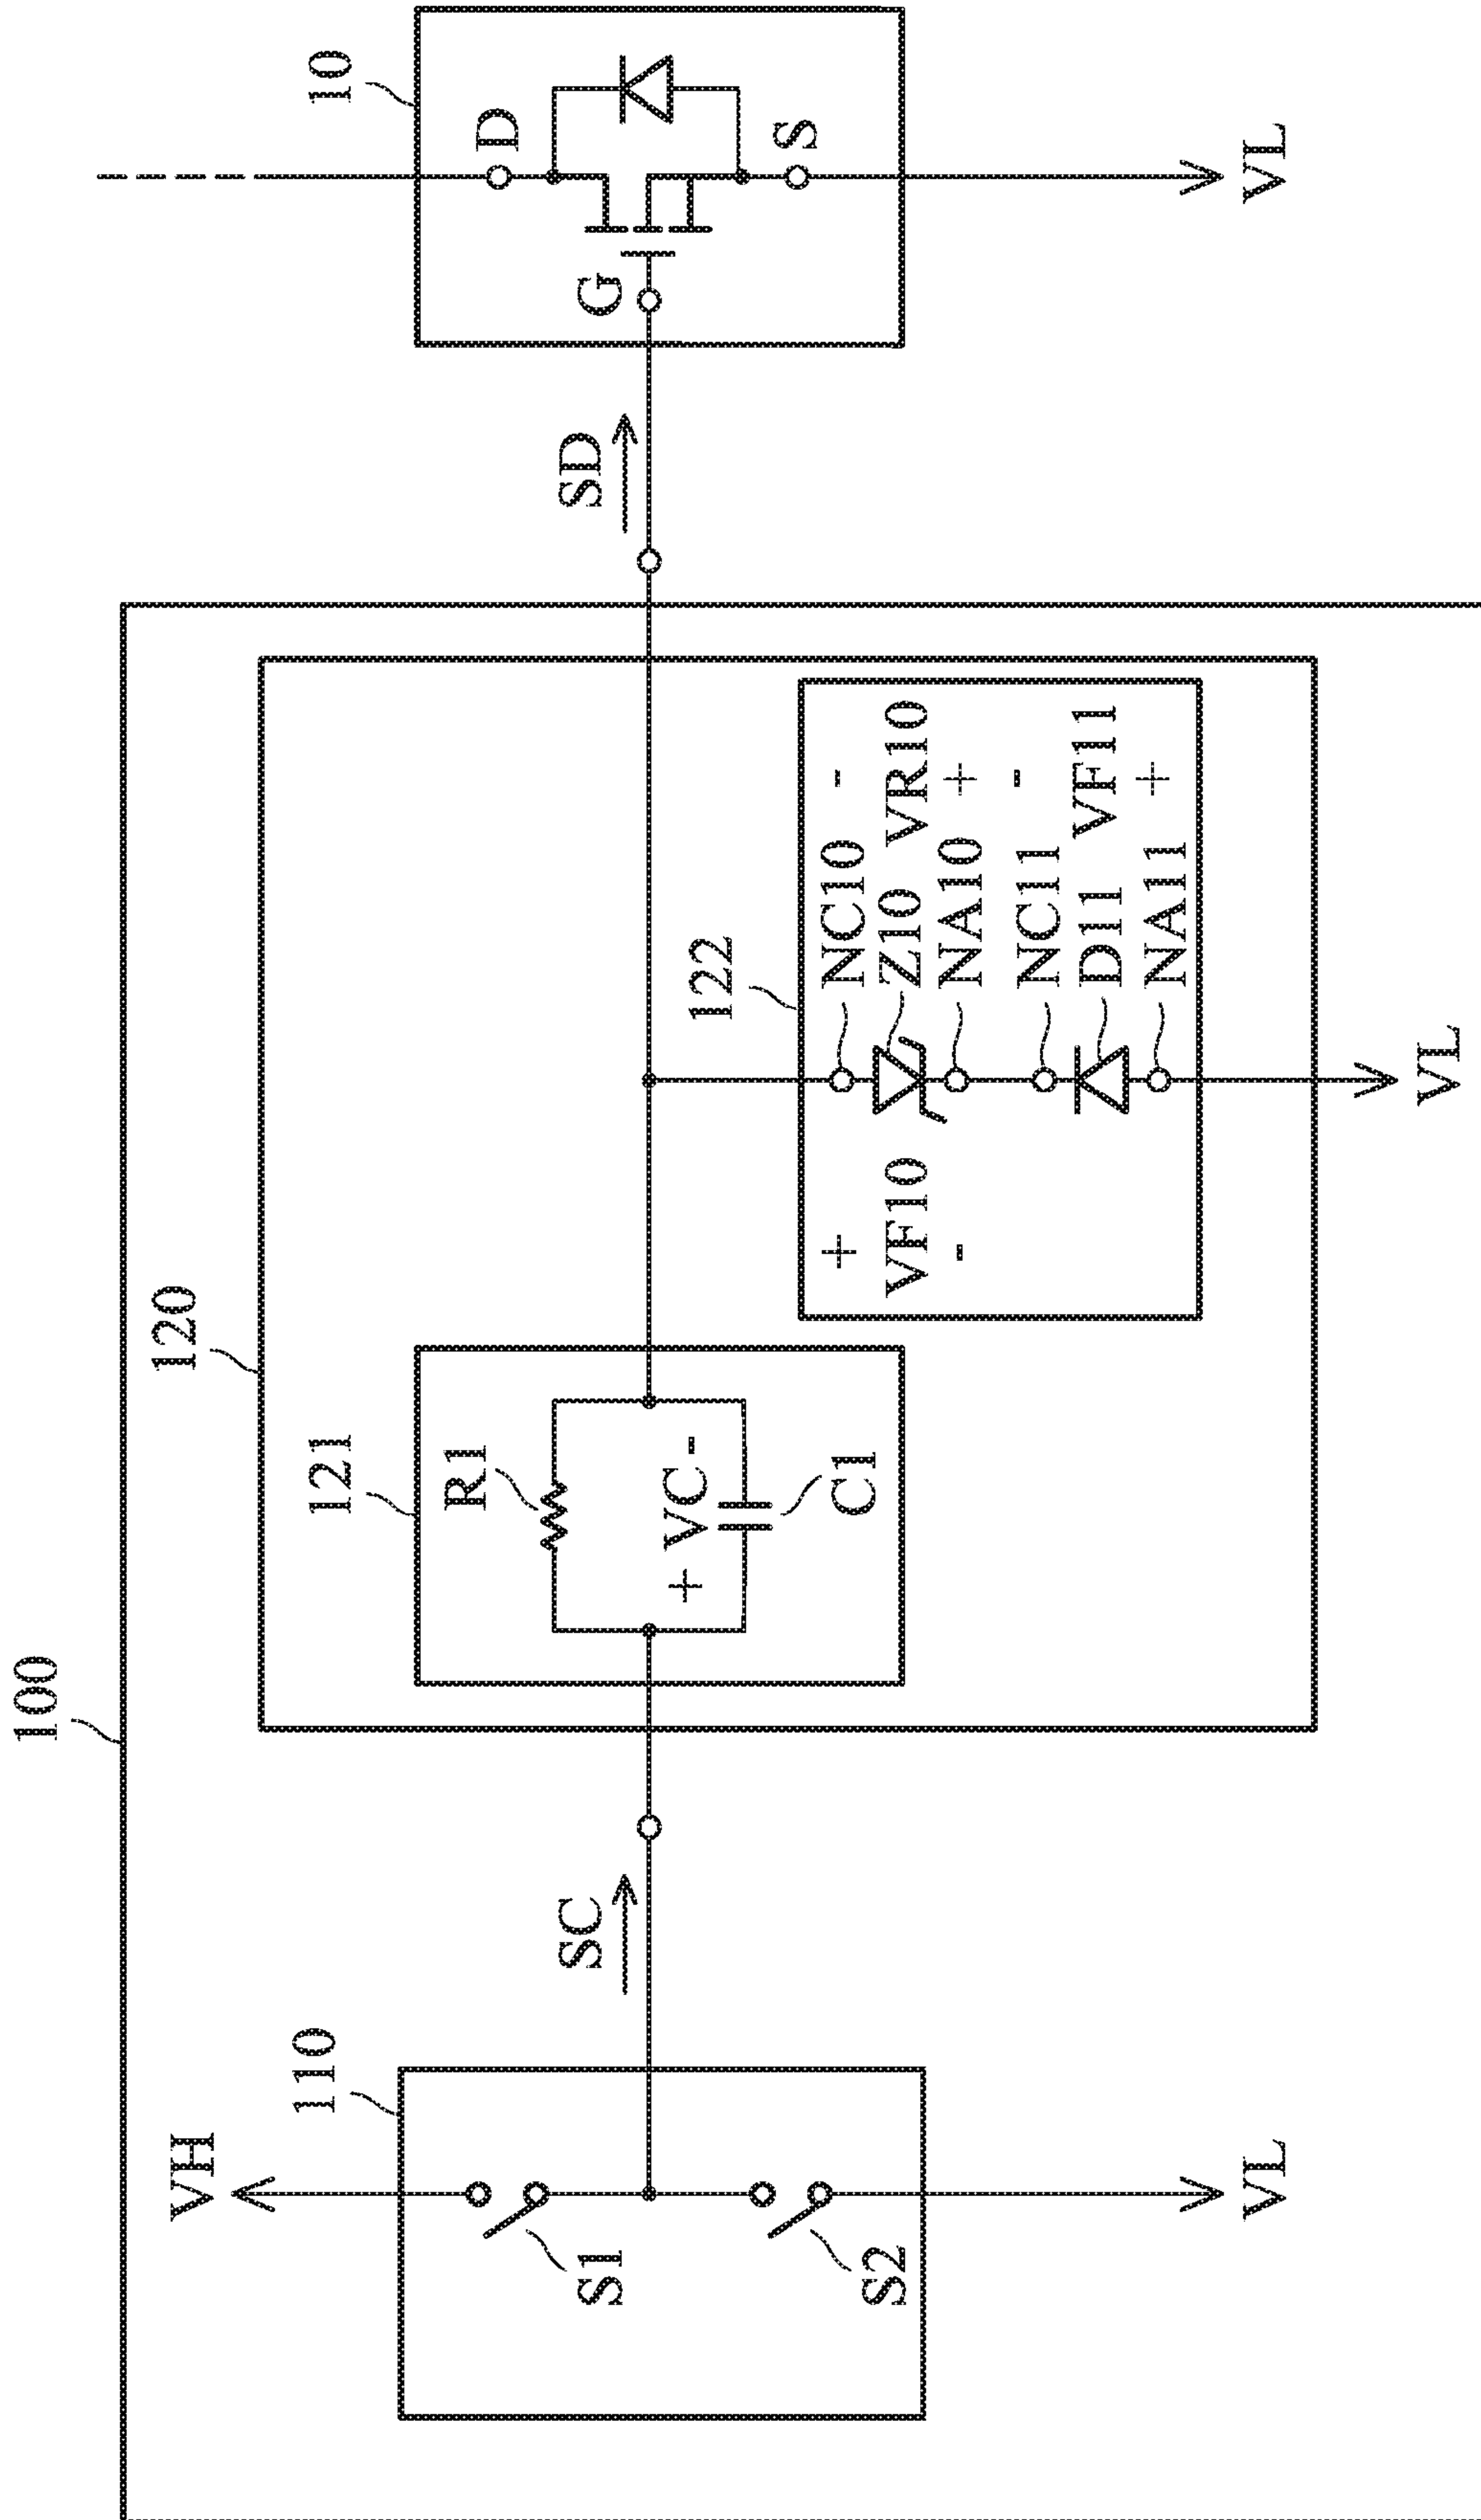 100
120
VH
110
121
10
R1
D
S1
SC
SD
G
+ VC -
122
S
S2
C1
+
NC10
-
VF10
Z10
VR10
-
NA10
+
NC11
-
D11
VF11
NA11
+
VL
VL
VL